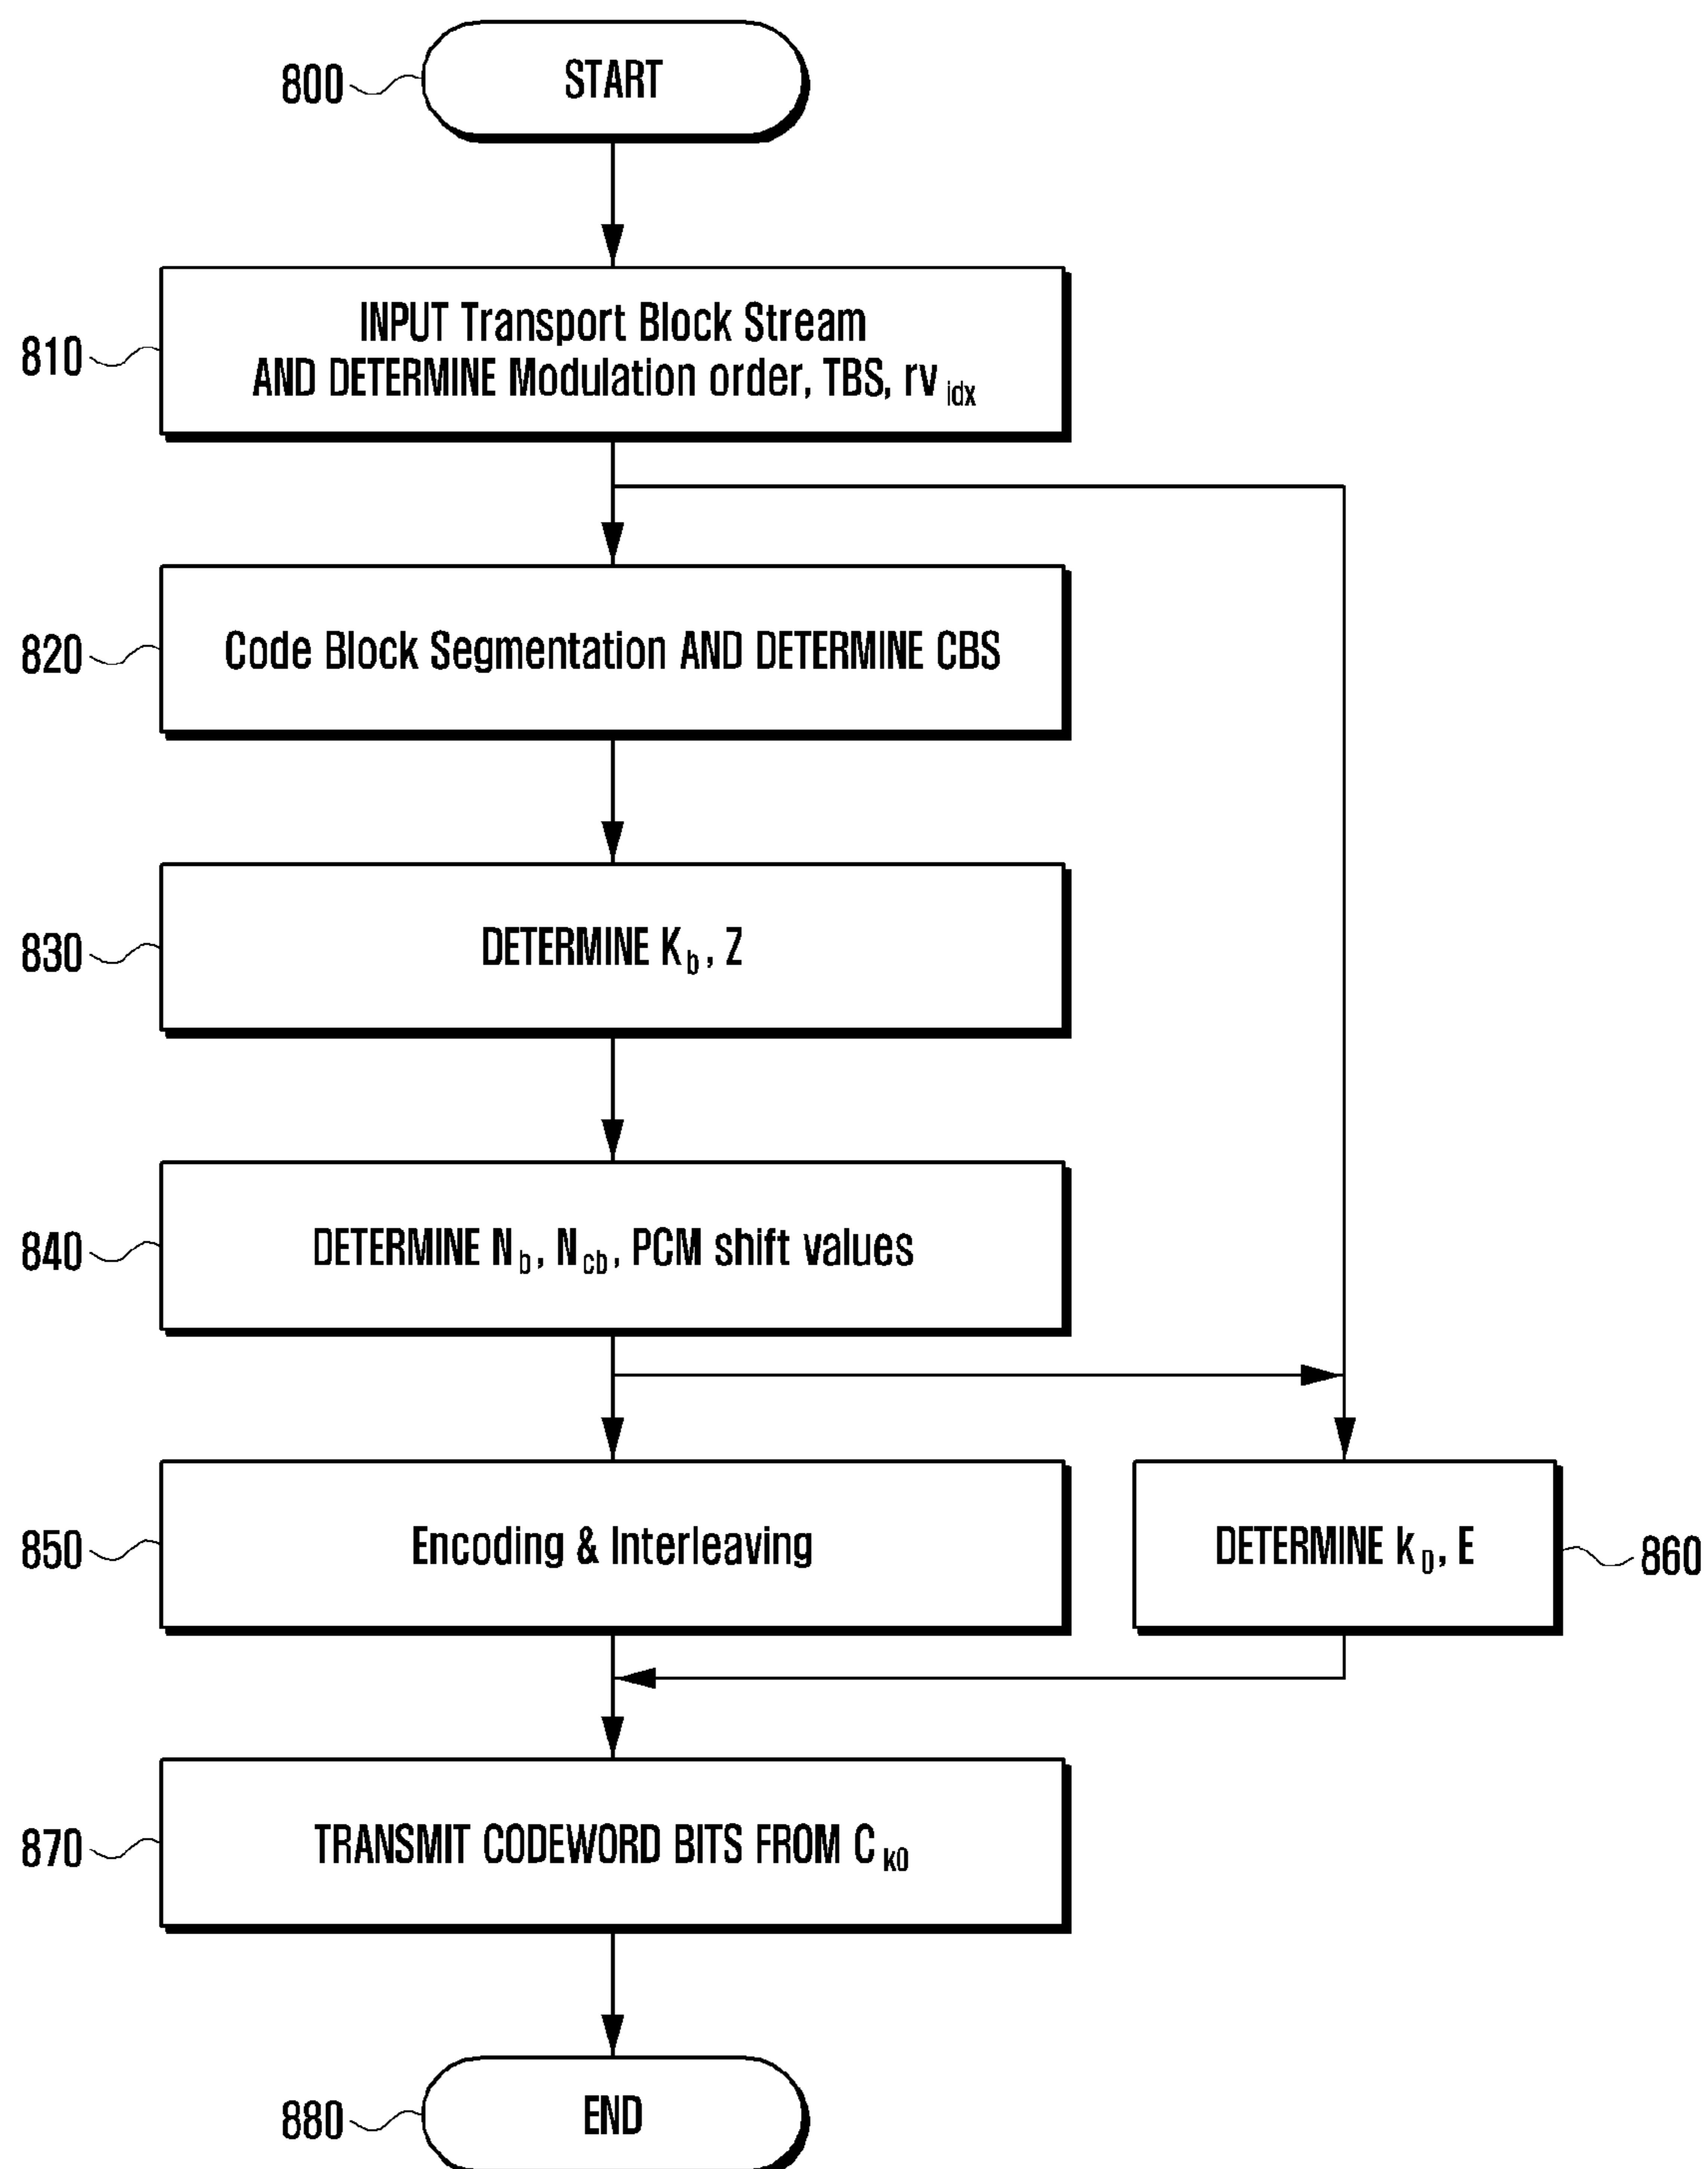 START
800
INPUT Transport Block Stream
AND DETERMINE Modulation order, TBS, rv idx
810
Code Block Segmentation AND DETERMINE CBS
820
DETERMINE Kb, Z
830
DETERMINE Nb, Ncb, PCM shift values
840
Encoding & Interleaving
850
DETERMINE k0, E
860
TRANSMIT CODEWORD BITS FROM C k0
870
END
880